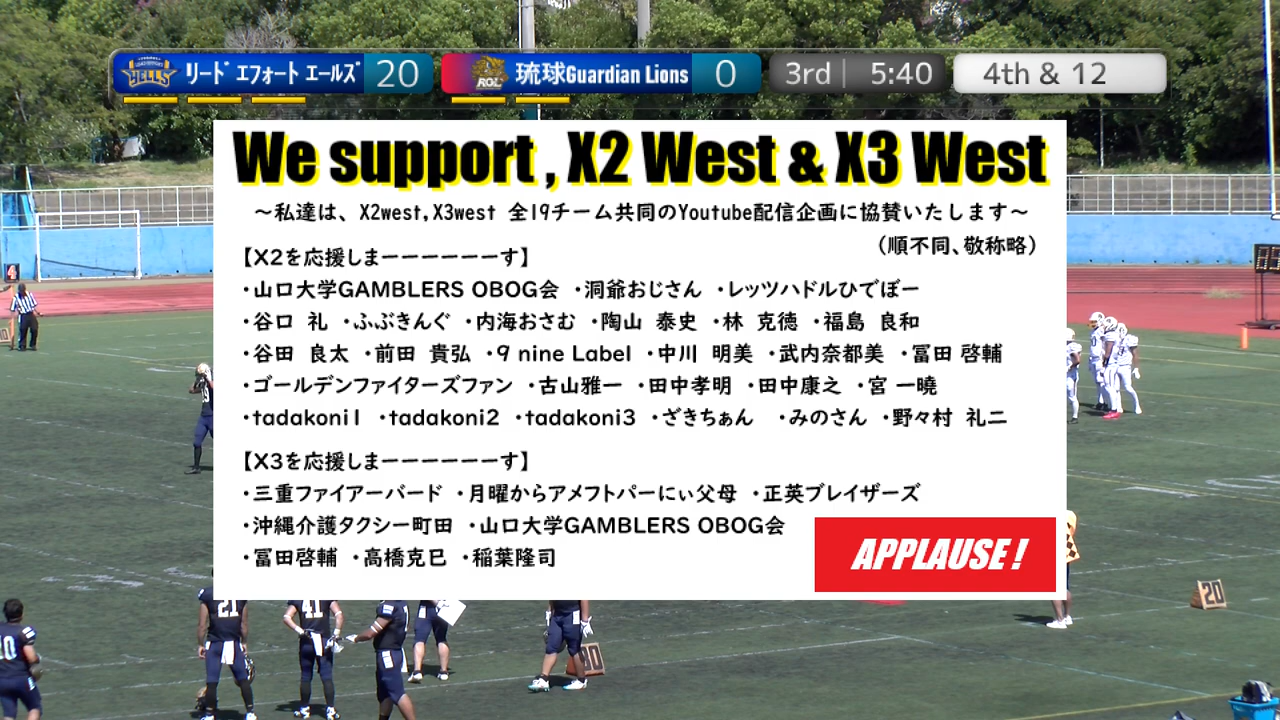 HELLS リードエフォートエールズ 20 RGL 琉球Guardian Lions 0 3rd 5:40 4th & 12
We support , X2 West & X3 West
～私達は、X2west,X3west 全19チーム共同のYoutube配信企画に協賛いたします～
（順不同、敬称略）
【X2を応援しまーーーーーーす】
・山口大学GAMBLERS OBOG会 ・洞爺おじさん ・レッツハドルひでぼー
・谷口 礼 ・ふぶきんぐ ・内海おさむ ・陶山 泰史 ・林 克徳 ・福島 良和
・谷田 良太 ・前田 貴弘 ・9 nine Label ・中川 明美 ・武内奈都美 ・冨田 啓輔
・ゴールデンファイターズファン ・古山雅一 ・田中孝明 ・田中康之 ・宮 一曉
・tadakoni1 ・tadakoni2 ・tadakoni3 ・ざきちぁん ・みのさん ・野々村 礼二
【X3を応援しまーーーーーーす】
・三重ファイアーバード ・月曜からアメフトパーにぃ父母 ・正英ブレイザーズ
・沖縄介護タクシー町田 ・山口大学GAMBLERS OBOG会
・冨田啓輔 ・高橋克巳 ・稲葉隆司
APPLAUSE!
4
20
21
41
10